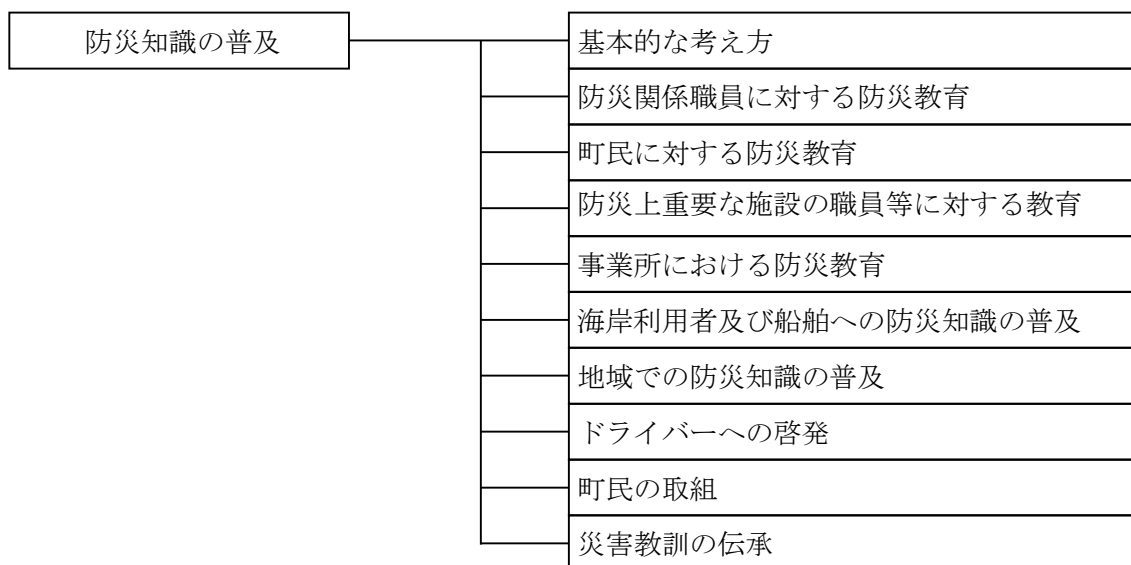 防災知識の普及
基本的な考え方
防災関係職員に対する防災教育
町民に対する防災教育
防災上重要な施設の職員等に対する教育
事業所における防災教育
海岸利用者及び船舶への防災知識の普及
地域での防災知識の普及
ドライバーへの啓発
町民の取組
災害教訓の伝承